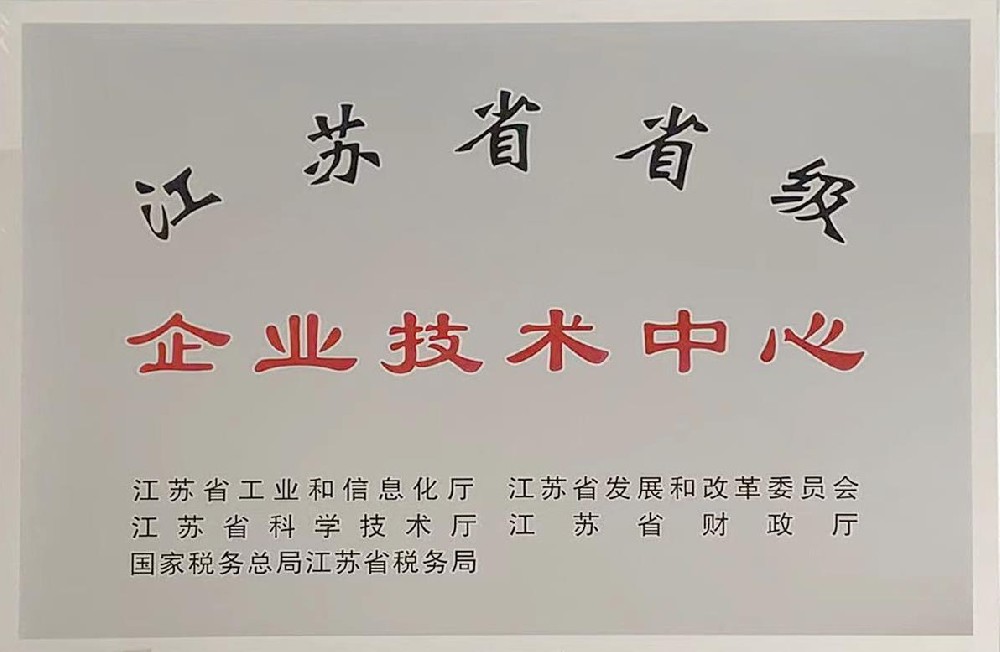 江苏省省级
企业技术中心
江苏省工业和信息化厅 江苏省发展和改革委员会
江苏省科学技术厅 江苏省财政厅
国家税务总局江苏省税务局